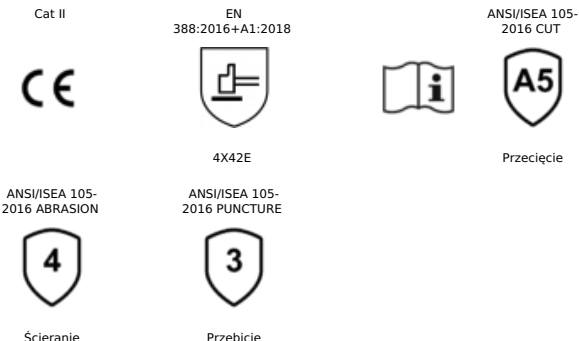 Cat II
EN
388:2016+A1:2018
ANSI/ISEA 105-
2016 CUT
CE
i
A5
4X42E
Przecięcie
ANSI/ISEA 105-
2016 ABRASION
ANSI/ISEA 105-
2016 PUNCTURE
4
3
Ścieranie
Przebicie